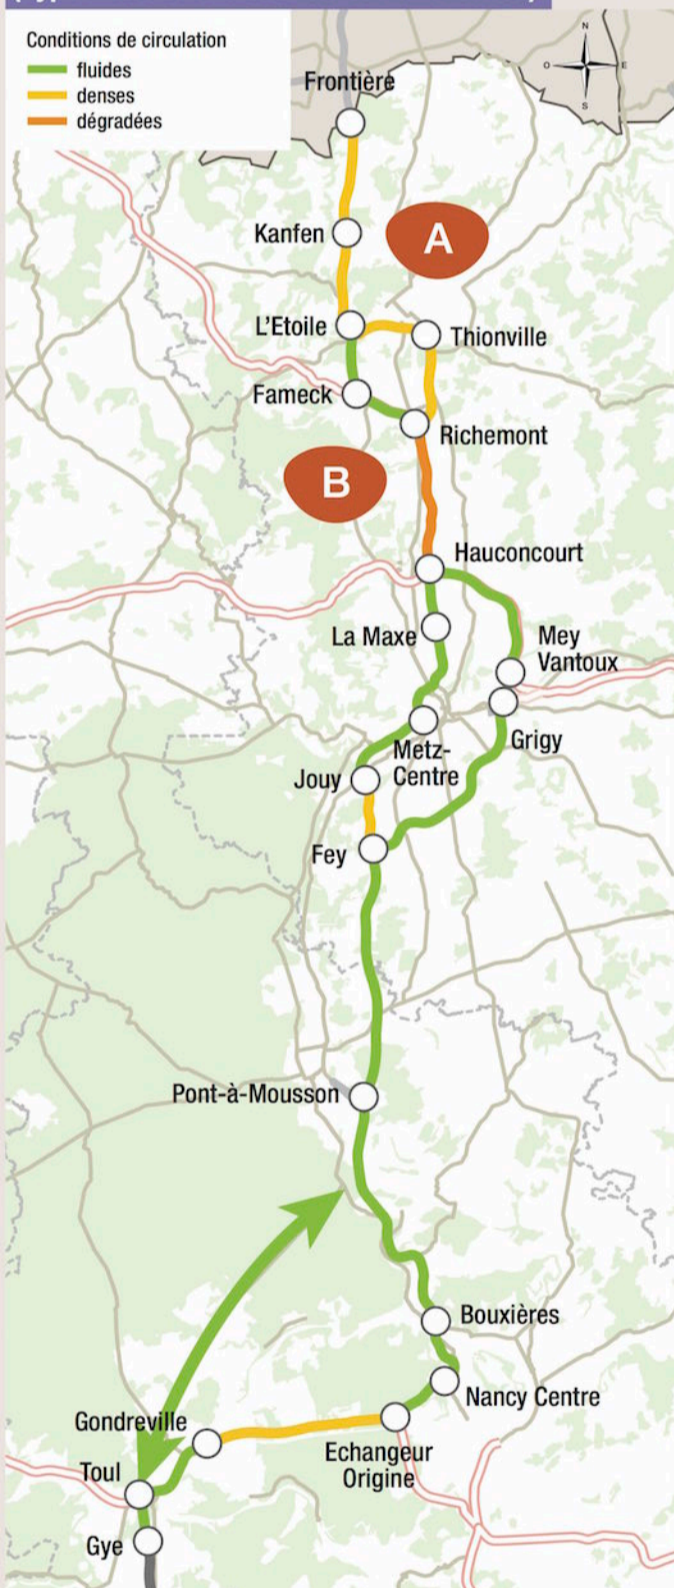 Conditions de circulation
fluides
denses
dégradées
N
O
E
S
Frontière
Kanfen
A
L'Etoile
Thionville
Fameck
Richemont
B
Hauconcourt
La Maxe
Mey
Vantoux
Grigy
Metz-
Centre
Jouy
Fey
Pont-à-Mousson
Bouxières
Nancy Centre
Gondreville
Echangeur
Origine
Toul
Gye